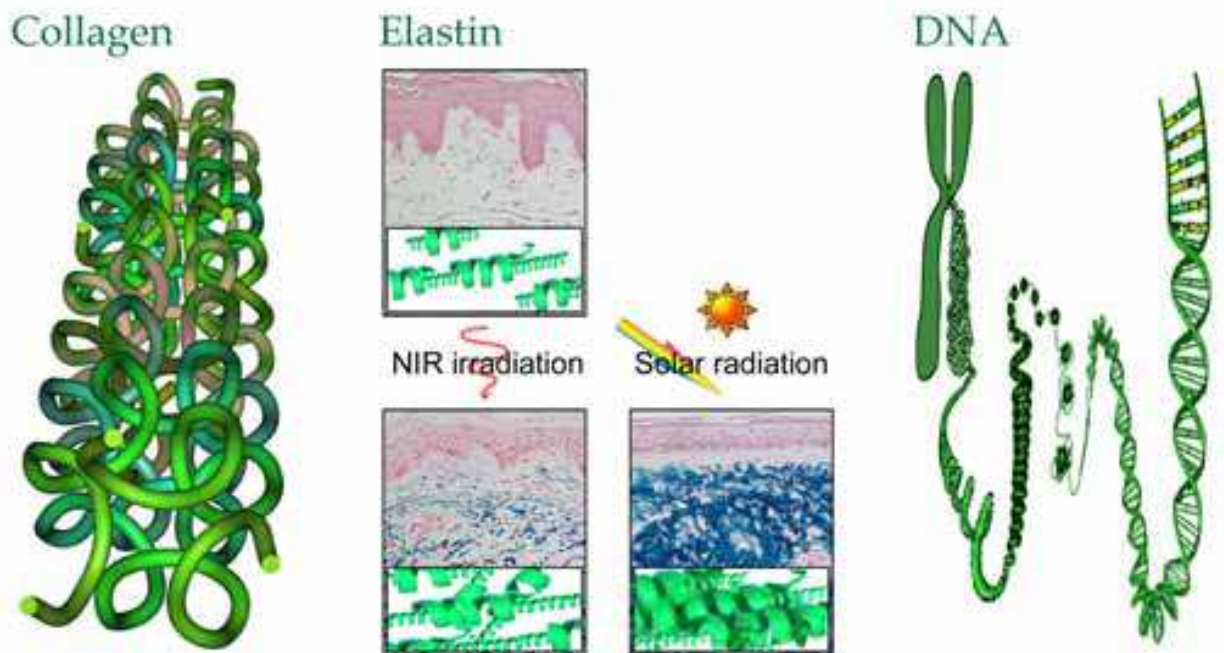 Collagen
Elastin
DNA
NIR irradiation
Solar radiation